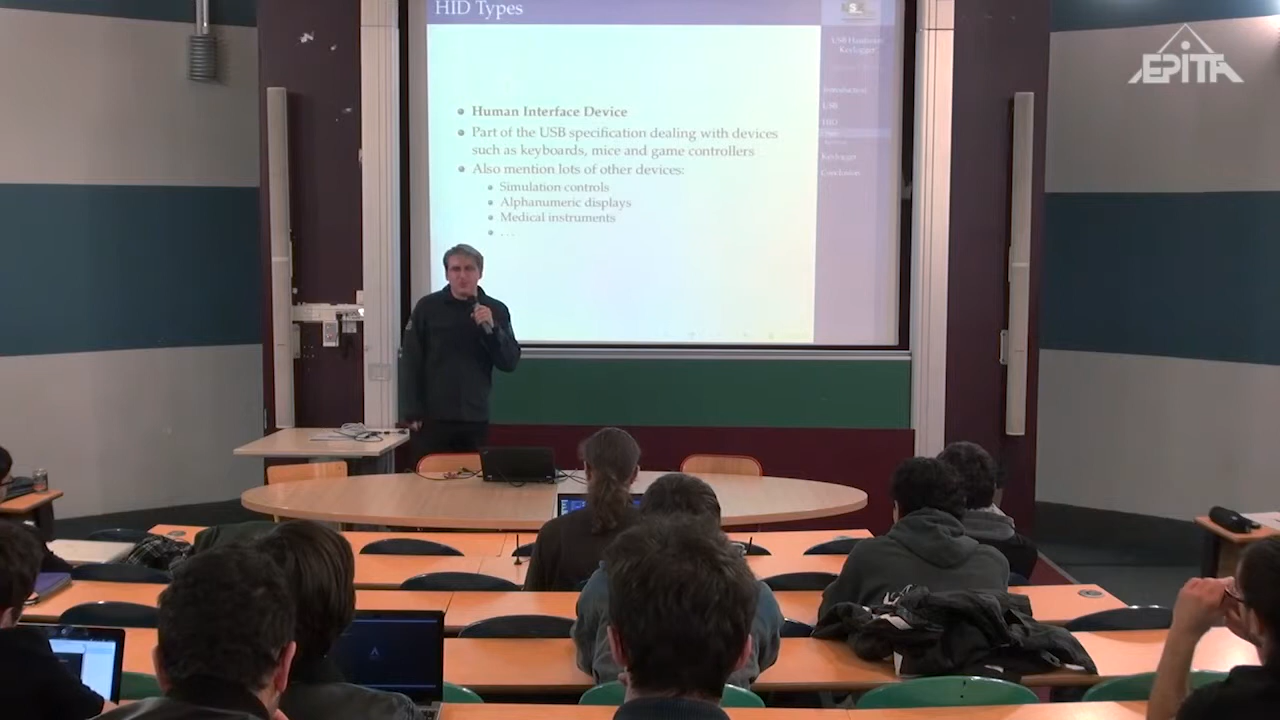 HID Types
Human Interface Device
Part of the USB specification dealing with devices
such as keyboards, mice and game controllers
Also mention lots of other devices:
Simulation controls
Alphanumeric displays
Medical instruments
. . .
USB Hardware
Keylogger
Introduction
USB
HID
Keylogger
Conclusion
EPITA